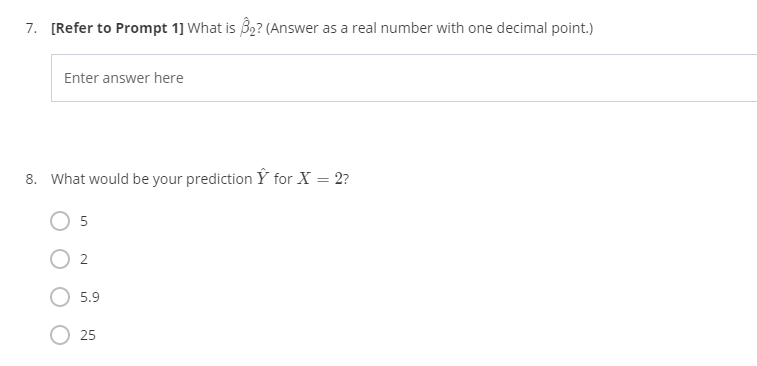 7. [Refer to Prompt 1] What is β̂₂? (Answer as a real number with one decimal point.)
Enter answer here
8. What would be your prediction Ŷ for X = 2?
5
2
5.9
25